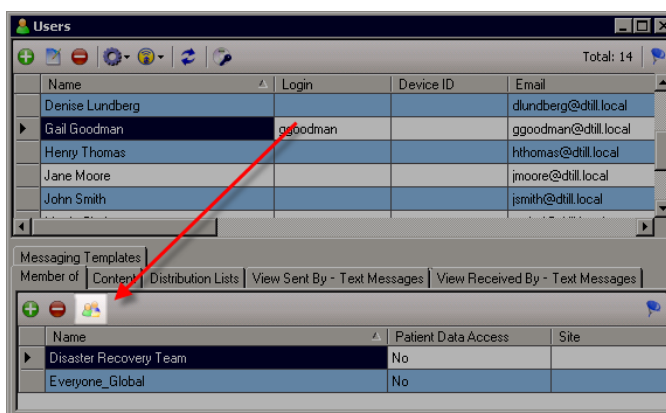 Users
Total: 14
Name Login Device ID Email
Denise Lundberg dlundberg@dtill.local
Gail Goodman ggoodman ggoodman@dtill.local
Henry Thomas hthomas@dtill.local
Jane Moore jmoore@dtill.local
John Smith jsmith@dtill.local
Messaging Templates
Member of Content Distribution Lists View Sent By - Text Messages View Received By - Text Messages
Name Patient Data Access Site
Disaster Recovery Team No
Everyone_Global No